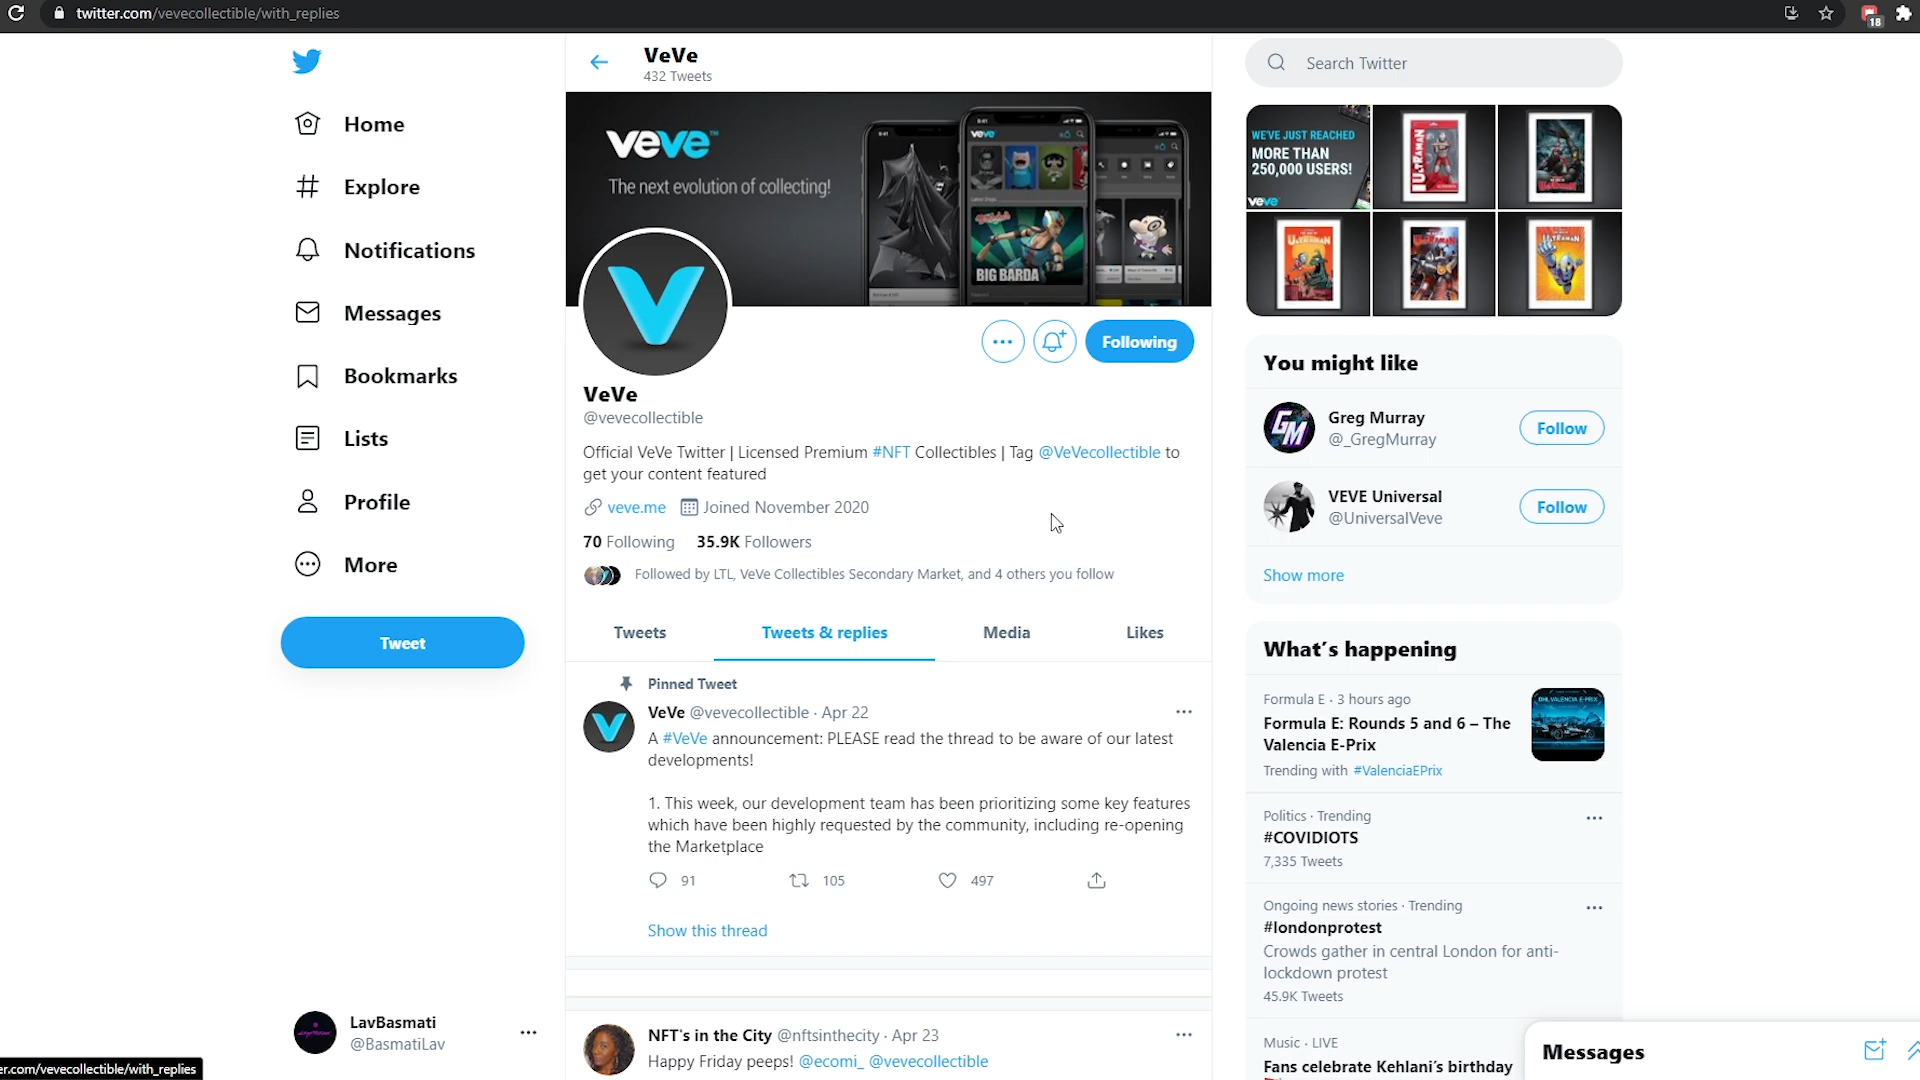 twitter.com/vevecollectible/with_replies
18
Home
Explore
Notifications
Messages
Bookmarks
Lists
Profile
More
Tweet
LavBasmati
@BasmatiLav
er.com/vevecollectible/with_replies
VeVe
432 Tweets
veve™
The next evolution of collecting!
veve
BIG BARDA
Following
VeVe
@vevecollectible
Official VeVe Twitter | Licensed Premium #NFT Collectibles | Tag @VeVecollectible to
get your content featured
veve.me Joined November 2020
70 Following 35.9K Followers
Followed by LTL, VeVe Collectibles Secondary Market, and 4 others you follow
Tweets Tweets & replies Media Likes
Pinned Tweet
VeVe @vevecollectible · Apr 22
A #VeVe announcement: PLEASE read the thread to be aware of our latest
developments!
1. This week, our development team has been prioritizing some key features
which have been highly requested by the community, including re-opening
the Marketplace
91 105 497
Show this thread
NFT's in the City @nftsinthecity · Apr 23
Happy Friday peeps! @ecomi_ @vevecollectible
Search Twitter
WE'VE JUST REACHED
MORE THAN
250,000 USERS!
veve
ULTRAMAN
ULTRAMAN
ULTRAMAN
ULTRAMAN
You might like
Greg Murray
@_GregMurray
Follow
VEVE Universal
@UniversalVeve
Follow
Show more
What's happening
Formula E · 3 hours ago
Formula E: Rounds 5 and 6 – The
Valencia E-Prix
Trending with #ValenciaEPrix
DHL VALENCIA E-PRIX
Politics · Trending
#COVIDIOTS
7,335 Tweets
Ongoing news stories · Trending
#londonprotest
Crowds gather in central London for anti-
lockdown protest
45.9K Tweets
Music · LIVE
Fans celebrate Kehlani's birthday
Messages